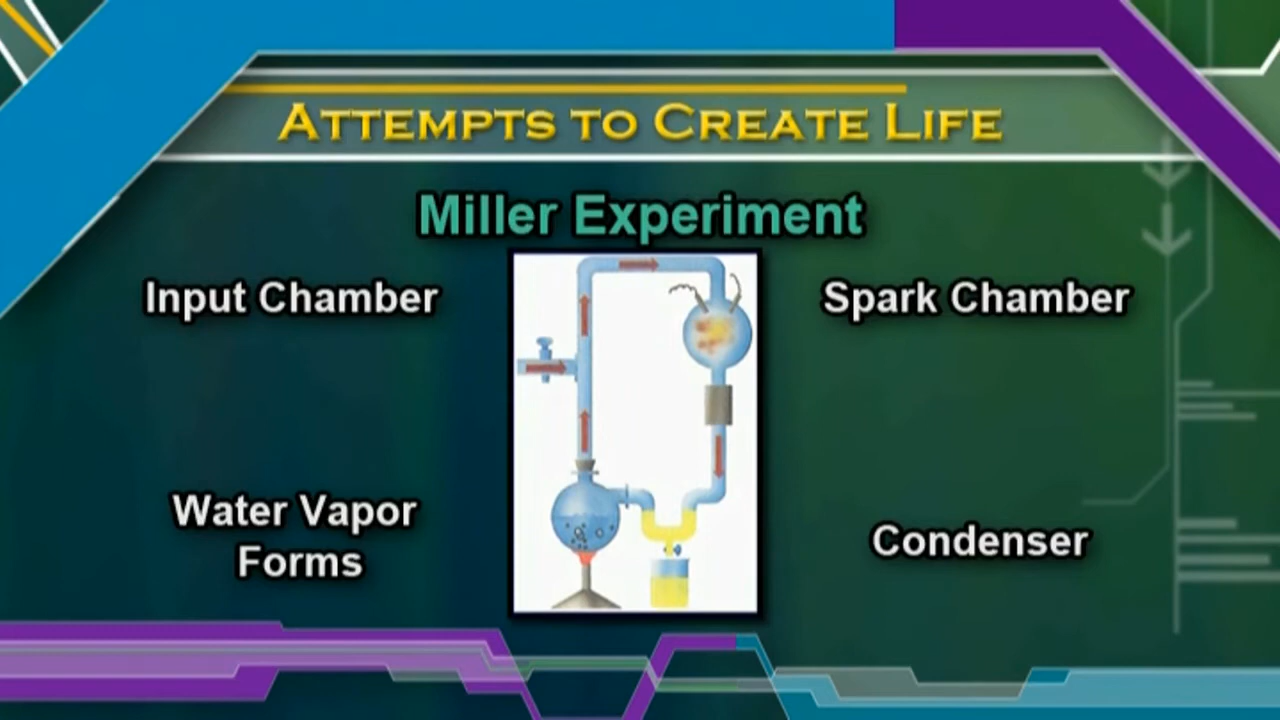 ATTEMPTS TO CREATE LIFE
Miller Experiment
Input Chamber
Spark Chamber
Water Vapor
Forms
Condenser